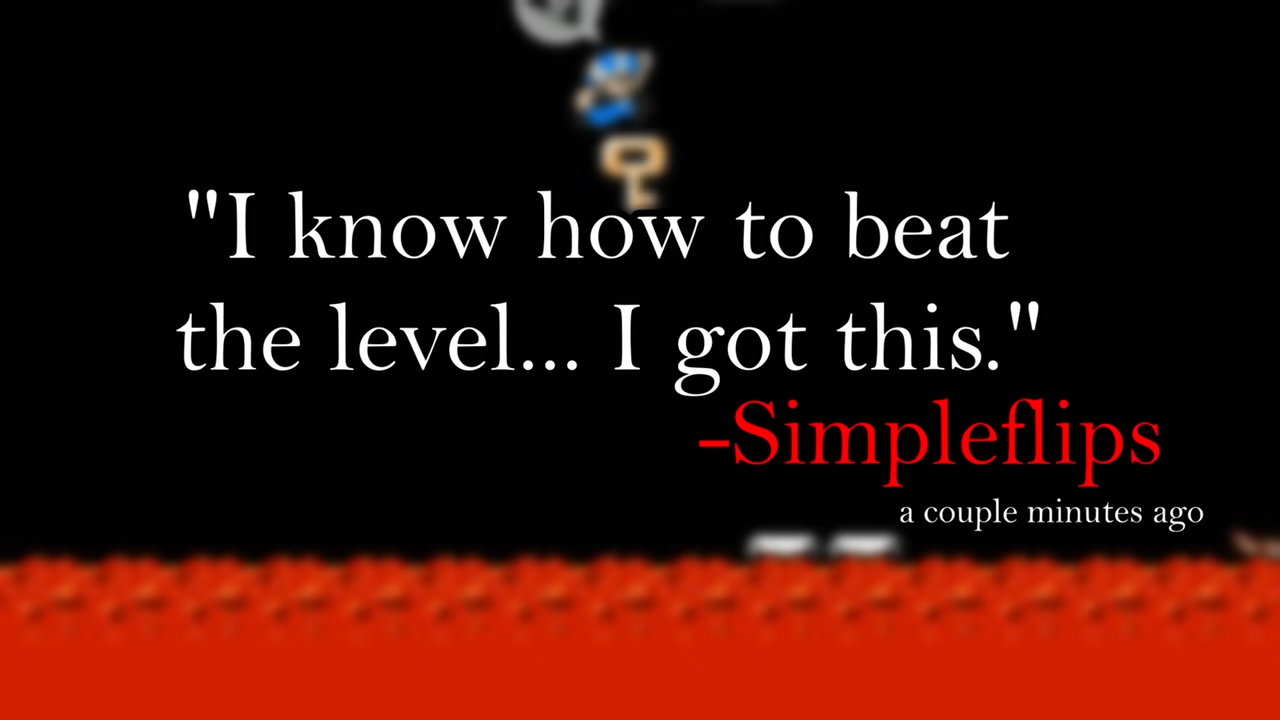 "I know how to beat
the level... I got this."
-Simpleflips
a couple minutes ago